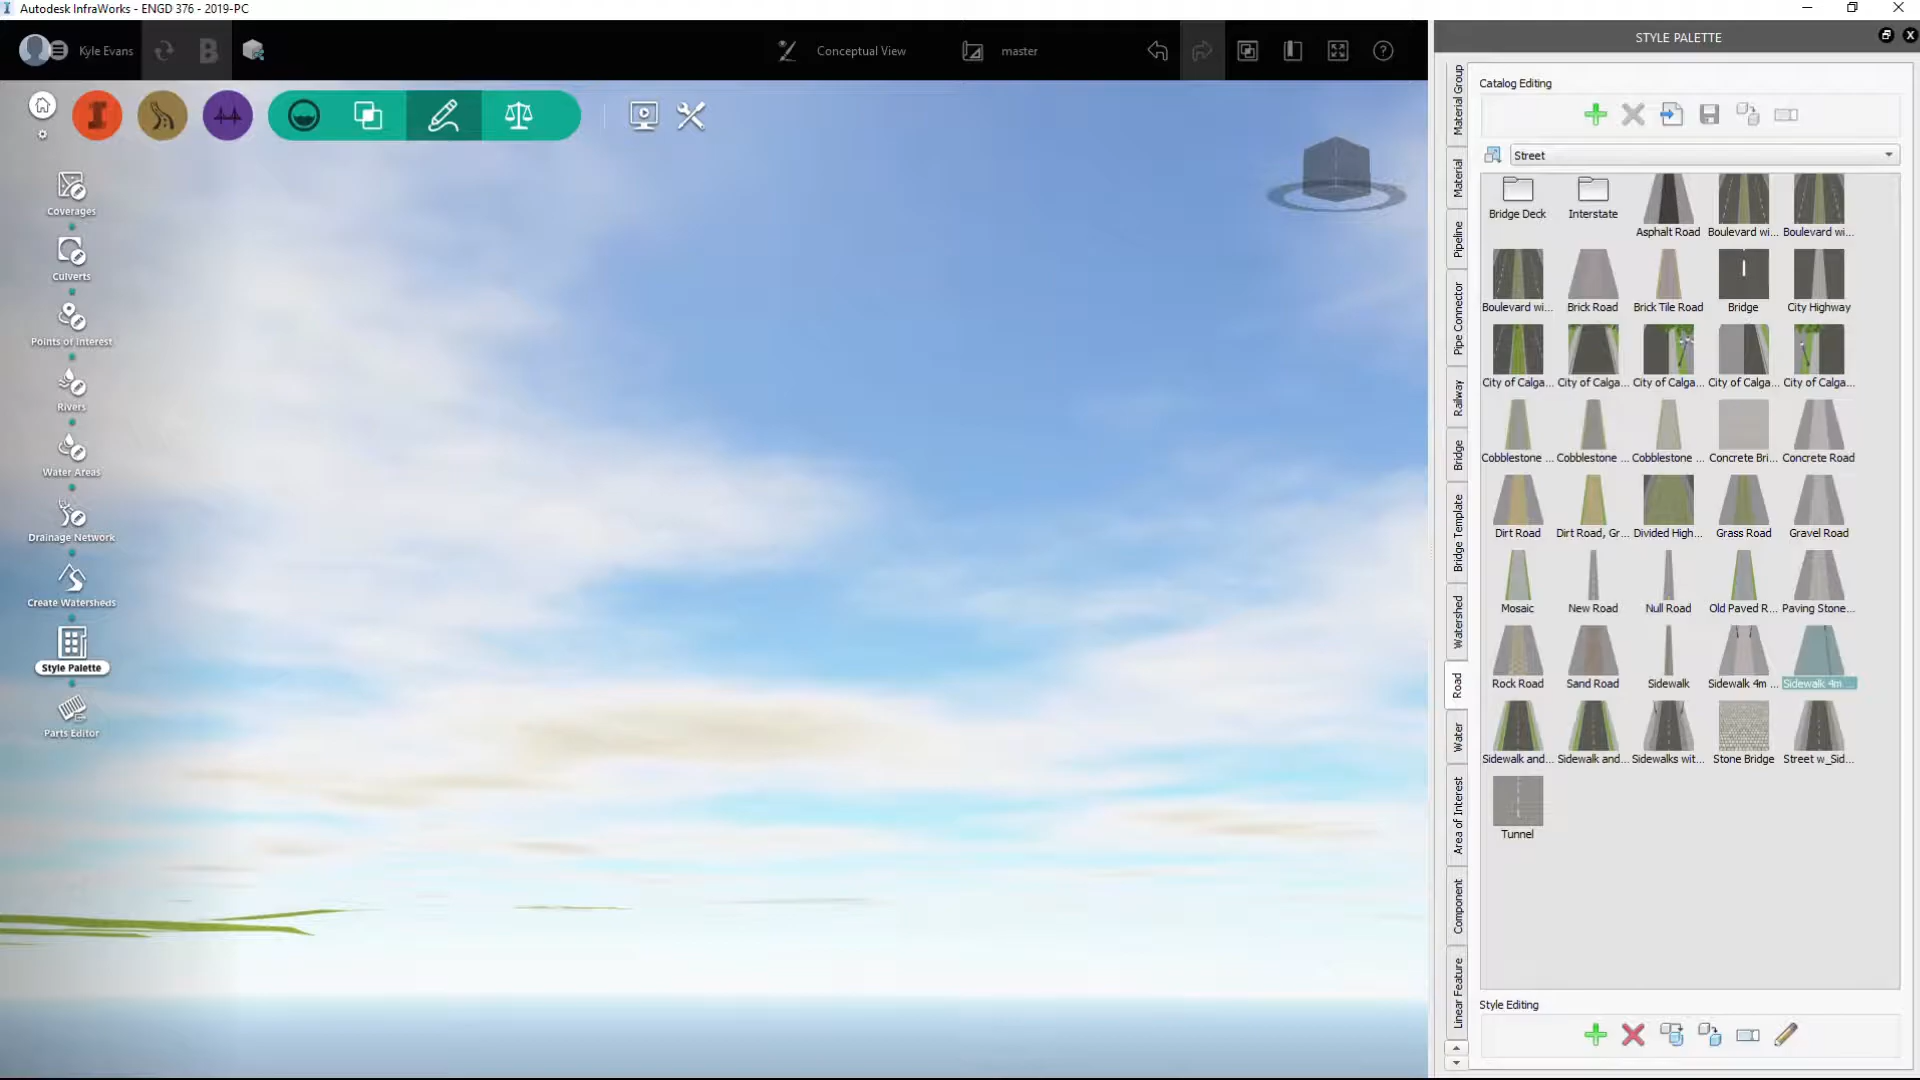 Autodesk InfraWorks - ENGD 376 - 2019-PC
Kyle Evans
B
Conceptual View
master
STYLE PALETTE
Catalog Editing
Street
Coverages
Culverts
Points of Interest
Rivers
Water Areas
Drainage Network
Create Watersheds
Style Palette
Parts Editor
Material Group
Material
Pipeline
Pipe Connector
Railway
Bridge
Bridge Template
Watershed
Road
Water
Area of Interest
Component
Linear Feature
Bridge Deck Interstate Asphalt Road Boulevard wi... Boulevard wi...
Boulevard wi... Brick Road Brick Tile Road Bridge City Highway
City of Calga... City of Calga... City of Calga... City of Calga... City of Calga...
Cobblestone ... Cobblestone ... Cobblestone ... Concrete Bri... Concrete Road
Dirt Road Dirt Road, Gr... Divided High... Grass Road Gravel Road
Mosaic New Road Null Road Old Paved R... Paving Stone...
Rock Road Sand Road Sidewalk Sidewalk 4m ... Sidewalk 4m ...
Sidewalk and... Sidewalk and... Sidewalks wit... Stone Bridge Street w_Sid...
Tunnel
Style Editing